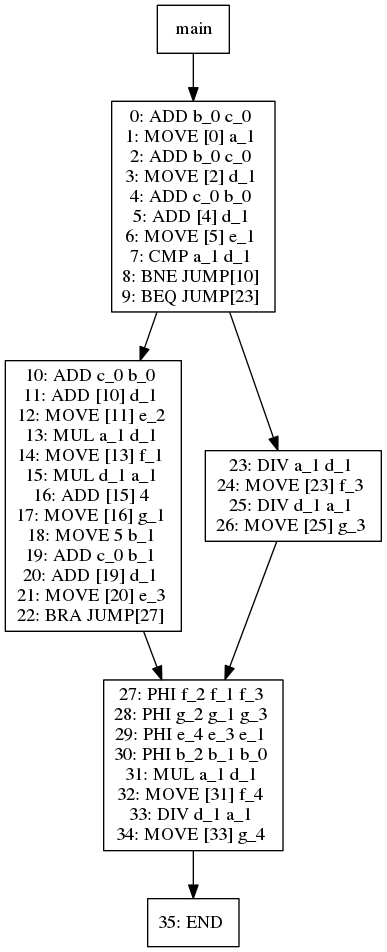 main
0: ADD b_0 c_0
1: MOVE [0] a_1
2: ADD b_0 c_0
3: MOVE [2] d_1
4: ADD c_0 b_0
5: ADD [4] d_1
6: MOVE [5] e_1
7: CMP a_1 d_1
8: BNE JUMP[10]
9: BEQ JUMP[23]
10: ADD c_0 b_0
11: ADD [10] d_1
12: MOVE [11] e_2
13: MUL a_1 d_1
14: MOVE [13] f_1
15: MUL d_1 a_1
16: ADD [15] 4
17: MOVE [16] g_1
18: MOVE 5 b_1
19: ADD c_0 b_1
20: ADD [19] d_1
21: MOVE [20] e_3
22: BRA JUMP[27]
23: DIV a_1 d_1
24: MOVE [23] f_3
25: DIV d_1 a_1
26: MOVE [25] g_3
27: PHI f_2 f_1 f_3
28: PHI g_2 g_1 g_3
29: PHI e_4 e_3 e_1
30: PHI b_2 b_1 b_0
31: MUL a_1 d_1
32: MOVE [31] f_4
33: DIV d_1 a_1
34: MOVE [33] g_4
35: END